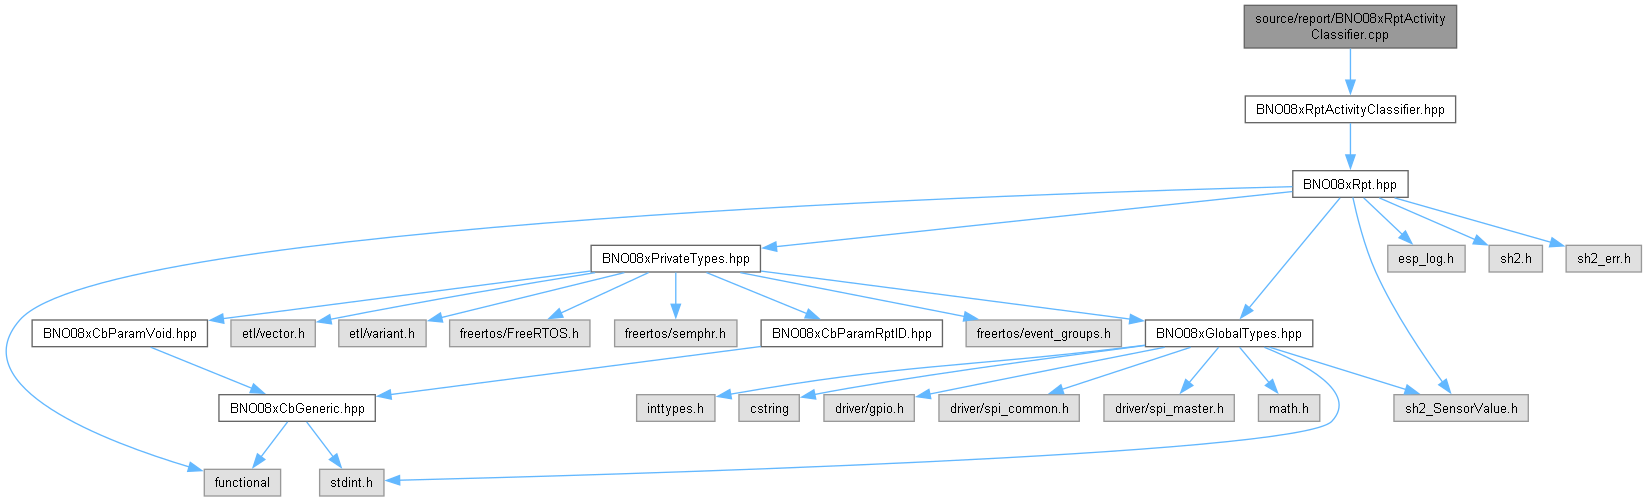 source/report/BNO08xRptActivity
Classifier.cpp
BNO08xRptActivityClassifier.hpp
BNO08xRpt.hpp
BNO08xPrivateTypes.hpp
esp_log.h
sh2.h
sh2_err.h
BNO08xCbParamVoid.hpp
etl/vector.h
etl/variant.h
freertos/FreeRTOS.h
freertos/semphr.h
BNO08xCbParamRptID.hpp
freertos/event_groups.h
BNO08xGlobalTypes.hpp
BNO08xCbGeneric.hpp
inttypes.h
cstring
driver/gpio.h
driver/spi_common.h
driver/spi_master.h
math.h
sh2_SensorValue.h
functional
stdint.h